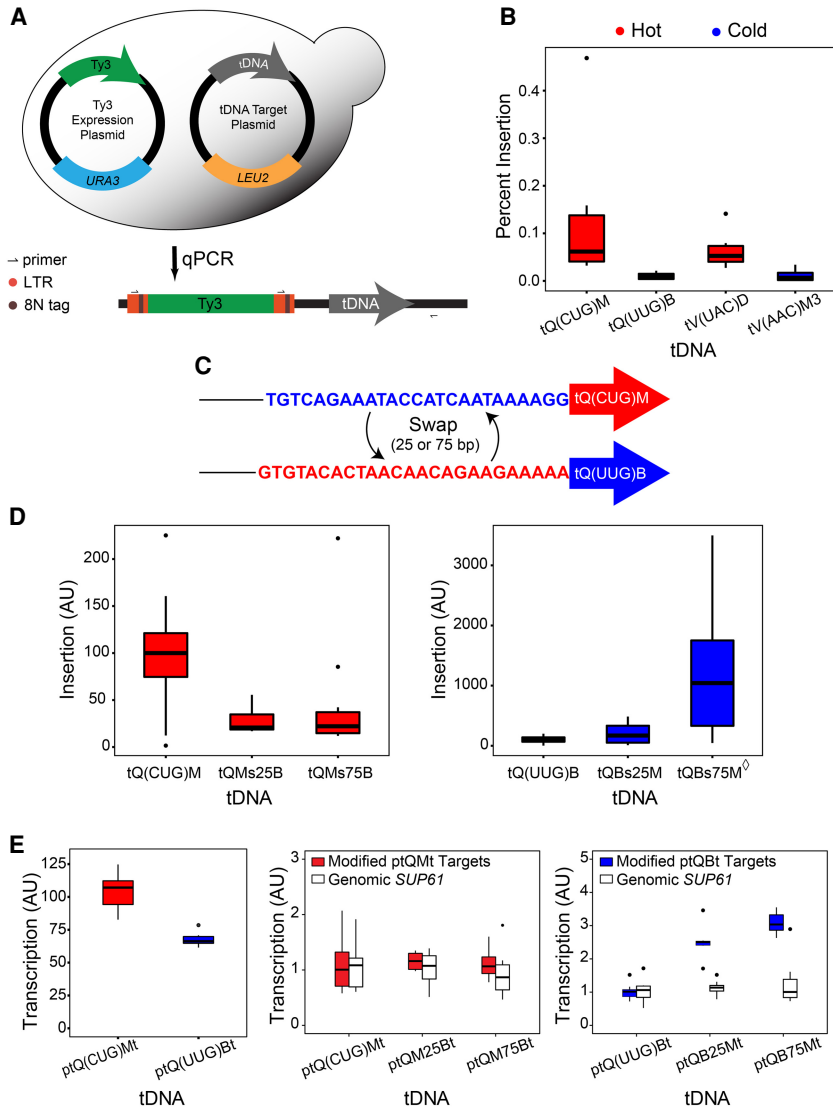 A
Ty3
Ty3
Expression
Plasmid
URA3
tDNA
tDNA Target
Plasmid
LEU2
qPCR
primer
LTR
8N tag
Ty3
tDNA
B
Hot
Cold
Percent Insertion
0.4
0.2
0.1
0.0
tQ(CUG)M
tQ(UUG)B
tV(UAC)D
tV(AAC)M3
tDNA
C
TGTCAGAAATACCATCAATAAAAGG
tQ(CUG)M
Swap
(25 or 75 bp)
GTGTACACTAACAACAGAAGAAAAA
tQ(UUG)B
D
Insertion (AU)
200
150
100
50
0
tQ(CUG)M
tQMs25B
tQMs75B
tDNA
Insertion (AU)
3000
1000
1000
0
tQ(UUG)B
tQBs25M
tQBs75M◊
tDNA
E
Transcription (AU)
125
100
75
50
25
0
ptQ(CUG)Mt
ptQ(UUG)Bt
tDNA
Transcription (AU)
3
2
1
0
Modified ptQMt Targets
Genomic SUP61
ptQ(CUG)Mt
ptQM25Bt
ptQM75Bt
tDNA
Transcription (AU)
5
4
3
2
1
0
Modified ptQBt Targets
Genomic SUP61
ptQ(UUG)Bt
ptQB25Mt
ptQB75Mt
tDNA